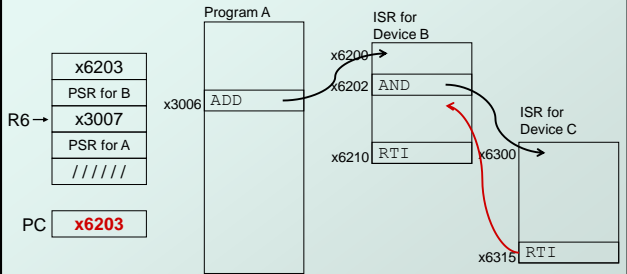 Program A
ISR for
Device B
x6200
x6203
PSR for B
R6
x3007
PSR for A
//////
PC
x6203
x3006
ADD
x6202
AND
x6210
RTI
ISR for
Device C
x6300
x6315
RTI